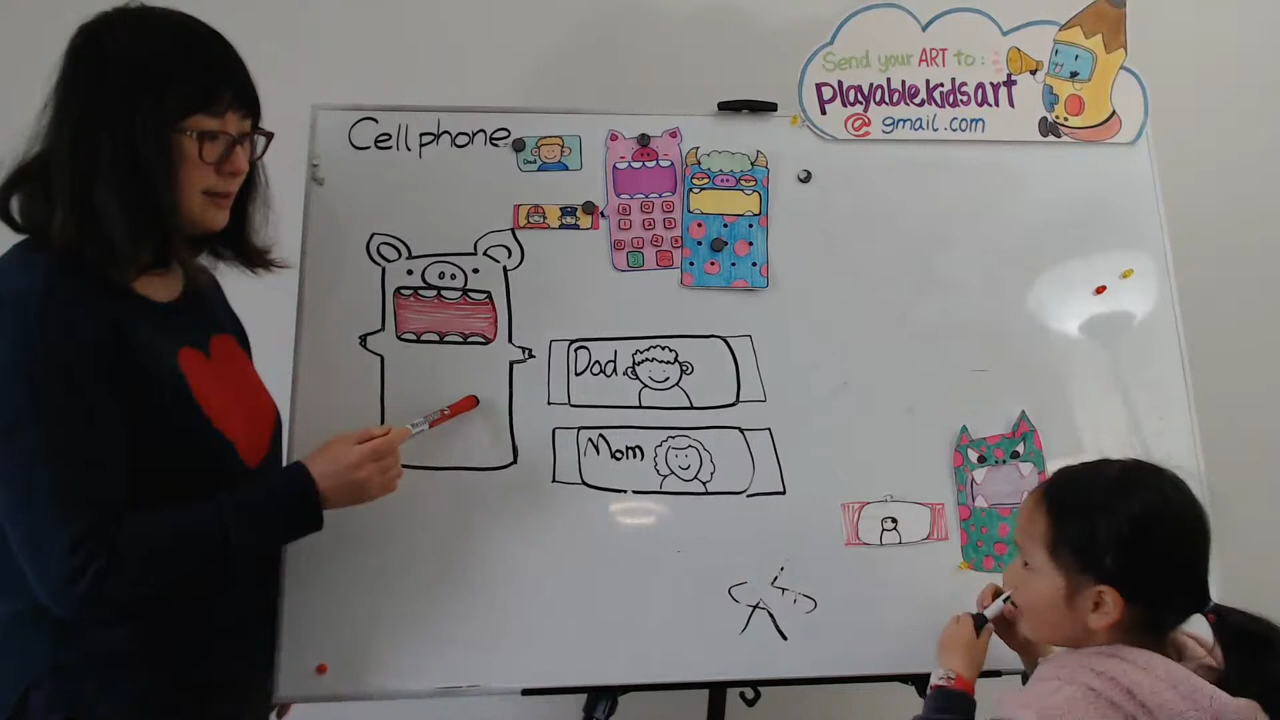 Send your ART to:
playablekidsart
@gmail.com
Cellphone
Dad
Dad
Mom